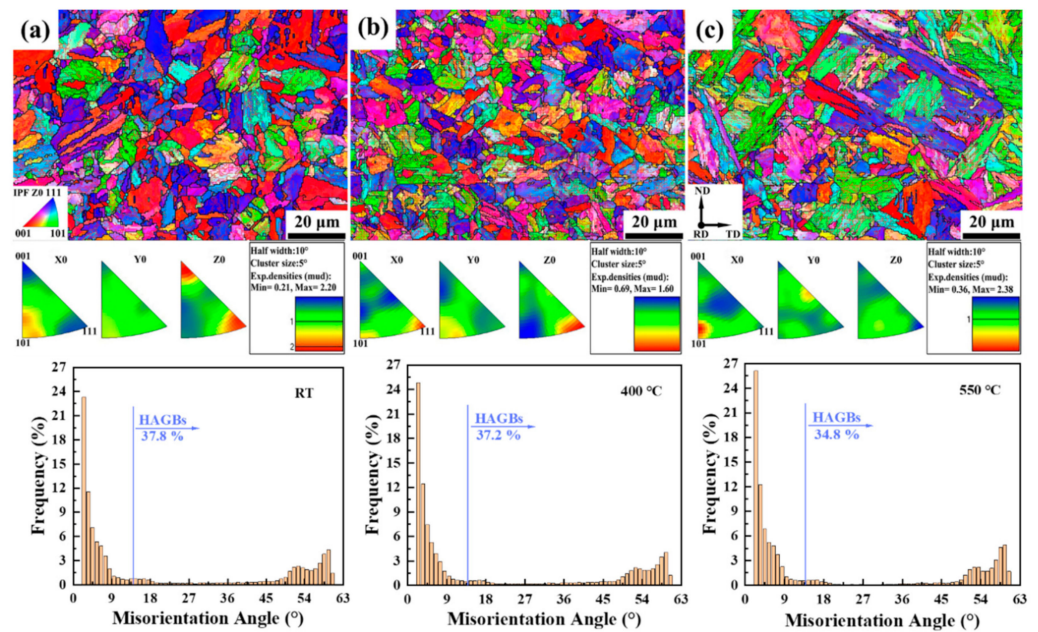 (a)
(b)
(c)
IPF Z0 111
001 101
20 μm
20 μm
ND
RD TD
20 μm
001 X0 Y0 Z0
101 111
Half width:10°
Cluster size:5°
Exp.densities (mud):
Min= 0.21, Max= 2.20
1
2
001 X0 Y0 Z0
101 111
Half width:10°
Cluster size:5°
Exp.densities (mud):
Min= 0.69, Max= 1.60
1
001 X0 Y0 Z0
101 111
Half width:10°
Cluster size:5°
Exp.densities (mud):
Min= 0.36, Max= 2.38
1
Frequency (%)
27
24
21
18
15
12
9
6
3
0
RT
HAGBs
37.8 %
0 9 18 27 36 45 54 63
Misorientation Angle (°)
Frequency (%)
27
24
21
18
15
12
9
6
3
0
400 °C
HAGBs
37.2 %
0 9 18 27 36 45 54 63
Misorientation Angle (°)
Frequency (%)
27
24
21
18
15
12
9
6
3
0
550 °C
HAGBs
34.8 %
0 9 18 27 36 45 54 63
Misorientation Angle (°)